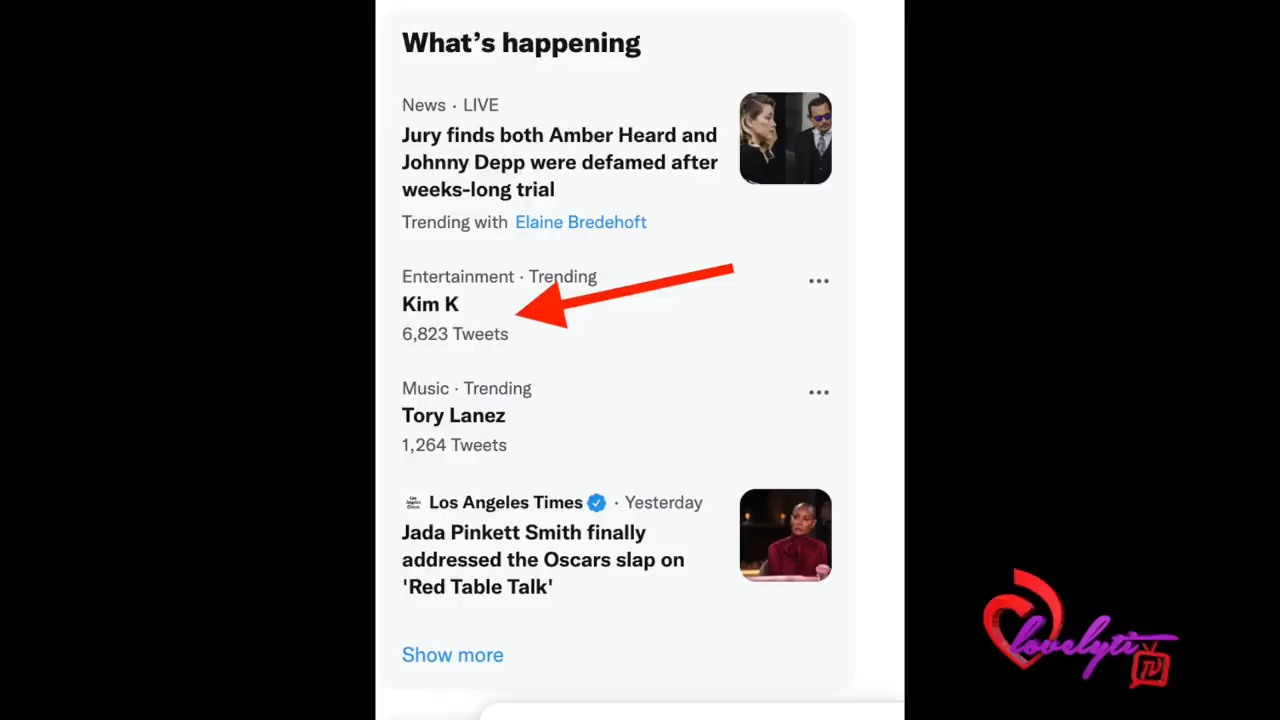 What's happening
News · LIVE
Jury finds both Amber Heard and
Johnny Depp were defamed after
weeks-long trial
Trending with Elaine Bredehoft
Entertainment · Trending
Kim K
6,823 Tweets
Music · Trending
Tory Lanez
1,264 Tweets
Los Angeles Times · Yesterday
Jada Pinkett Smith finally
addressed the Oscars slap on
'Red Table Talk'
Show more
lovelyti
TV